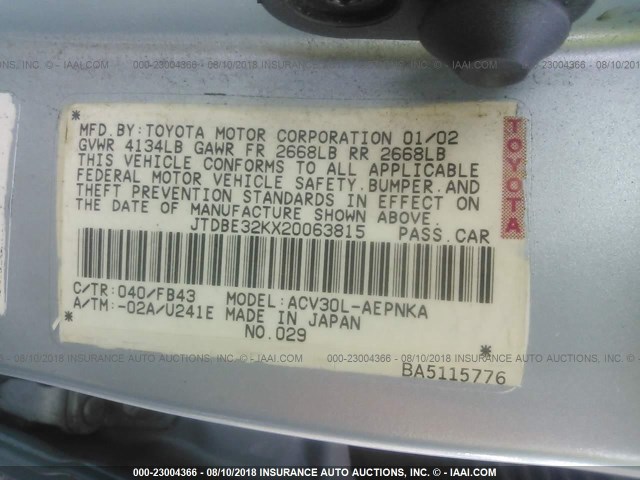 *
MFD.BY:TOYOTA MOTOR CORPORATION 01/02
GVWR 4134LB GAWR FR 2668LB RR 2668LB
THIS VEHICLE CONFORMS TO ALL APPLICABLE
FEDERAL MOTOR VEHICLE SAFETY.BUMPER.AND
THEFT PREVENTION STANDARDS IN EFFECT ON
THE DATE OF MANUFACTURE SHOWN ABOVE.
JTDBE32KX20063815 PASS.CAR
C/TR:040/FB43 MODEL:ACV30L-AEPNKA
A/TM:-02A/U241E MADE IN JAPAN
*
NO.029
*
BA5115776
TOYOTA
000-23004366 - 08/10/2018 INSURANCE AUTO AUCTIONS, INC. - © IAAI.COM